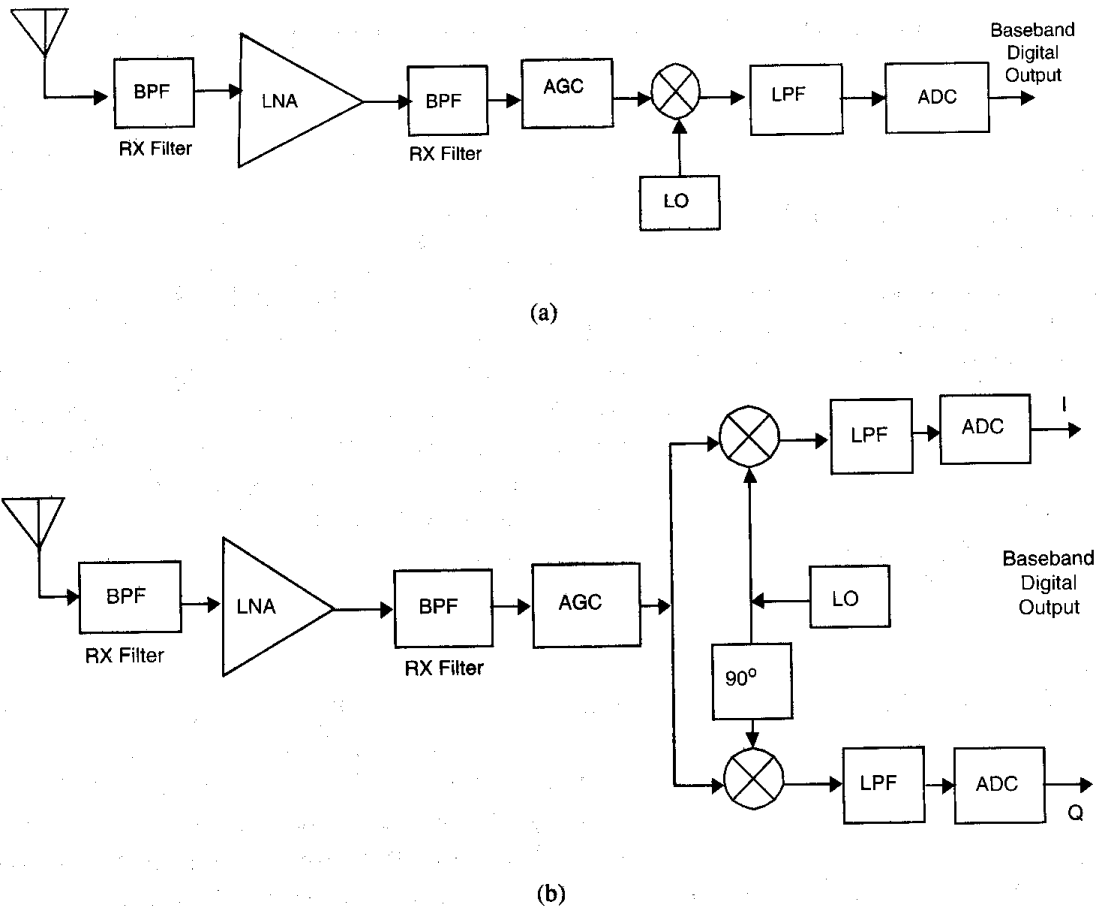 Baseband
Digital
Output
BPF
LNA
BPF
AGC
LPF
ADC
RX Filter
RX Filter
LO
(a)
I
LPF
ADC
BPF
LNA
BPF
AGC
LO
Baseband
Digital
Output
RX Filter
RX Filter
90°
LPF
ADC
Q
(b)